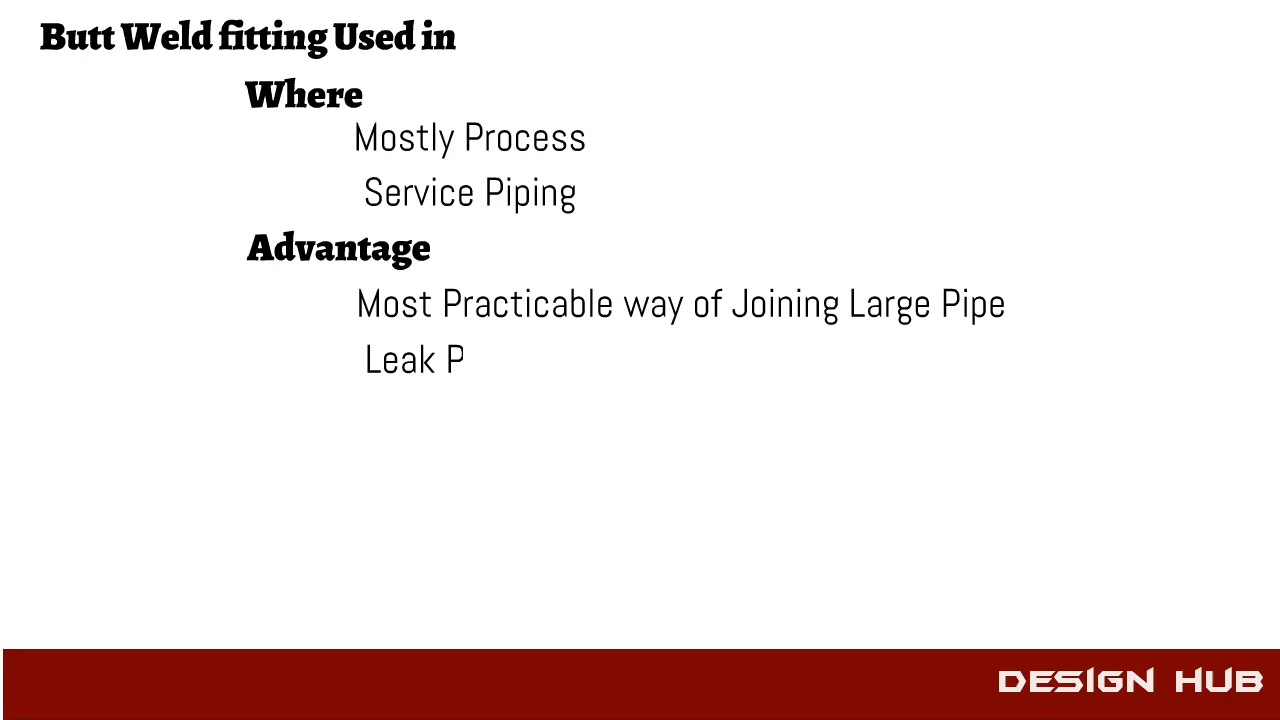 Butt Weld fitting Used in
Where
Mostly Process
Service Piping
Advantage
Most Practicable way of Joining Large Pipe
Leak P
DESIGN HUB